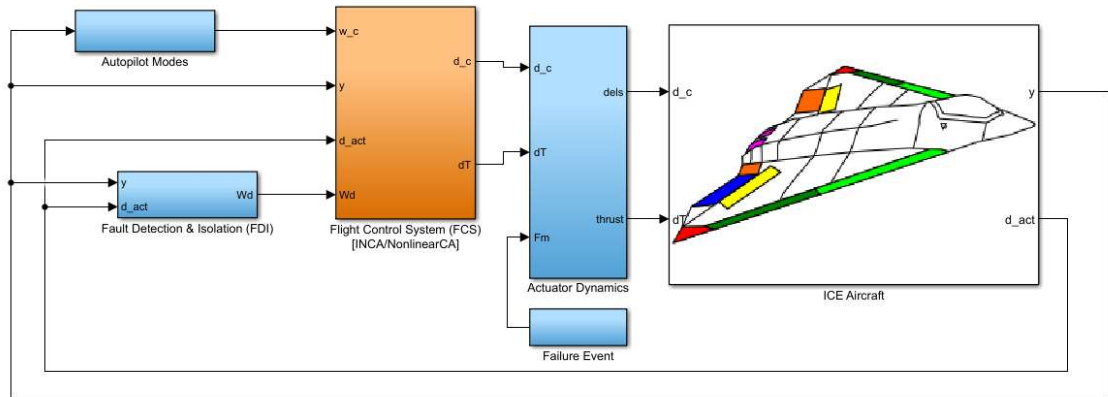 Autopilot Modes
w_c
y
d_act
Wd
d_c
dT
Flight Control System (FCS)
[INCA/NonlinearCA]
y
d_act
Wd
Fault Detection & Isolation (FDI)
d_c
dT
Fm
dels
thrust
Actuator Dynamics
Failure Event
d_c
dT
y
d_act
ICE Aircraft